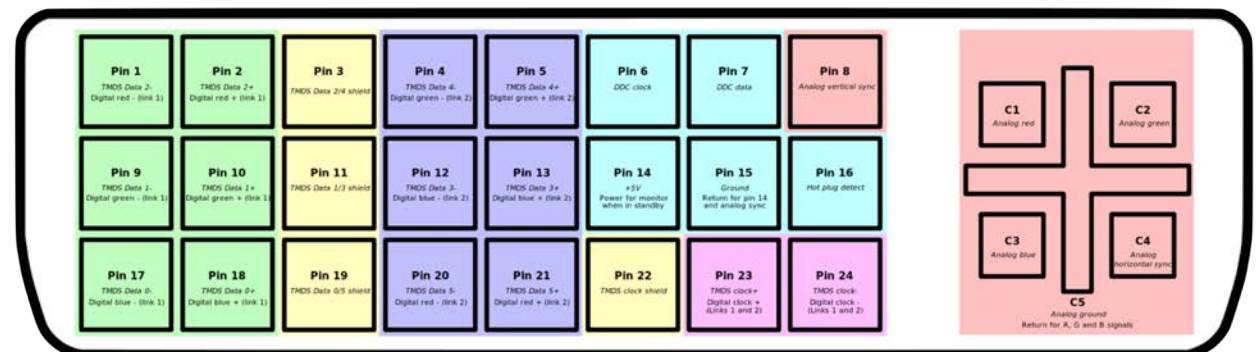 Pin 1
TMDS Data 2-
Digital red - (link 1)
Pin 2
TMDS Data 2+
Digital red + (link 1)
Pin 3
TMDS Data 2/4 shield
Pin 4
TMDS Data 4-
Digital green - (link 2)
Pin 5
TMDS Data 4+
Digital green + (link 2)
Pin 6
DDC clock
Pin 7
DDC data
Pin 8
Analog vertical sync
Pin 9
TMDS Data 1-
Digital green - (link 1)
Pin 10
TMDS Data 1+
Digital green + (link 1)
Pin 11
TMDS Data 1/3 shield
Pin 12
TMDS Data 3-
Digital blue - (link 2)
Pin 13
TMDS Data 3+
Digital blue + (link 2)
Pin 14
+5V
Power for monitor
when in standby
Pin 15
Ground
Return for pin 14
and analog sync
Pin 16
Hot plug detect
Pin 17
TMDS Data 0-
Digital blue - (link 1)
Pin 18
TMDS Data 0+
Digital blue + (link 1)
Pin 19
TMDS Data 0/5 shield
Pin 20
TMDS Data 5-
Digital red - (link 2)
Pin 21
TMDS Data 5+
Digital red + (link 2)
Pin 22
TMDS clock shield
Pin 23
TMDS clock+
Digital clock +
(Links 1 and 2)
Pin 24
TMDS clock-
Digital clock -
(Links 1 and 2)
C1
Analog red
C2
Analog green
C3
Analog blue
C4
Analog
horizontal sync
C5
Analog ground
Return for R, G and B signals